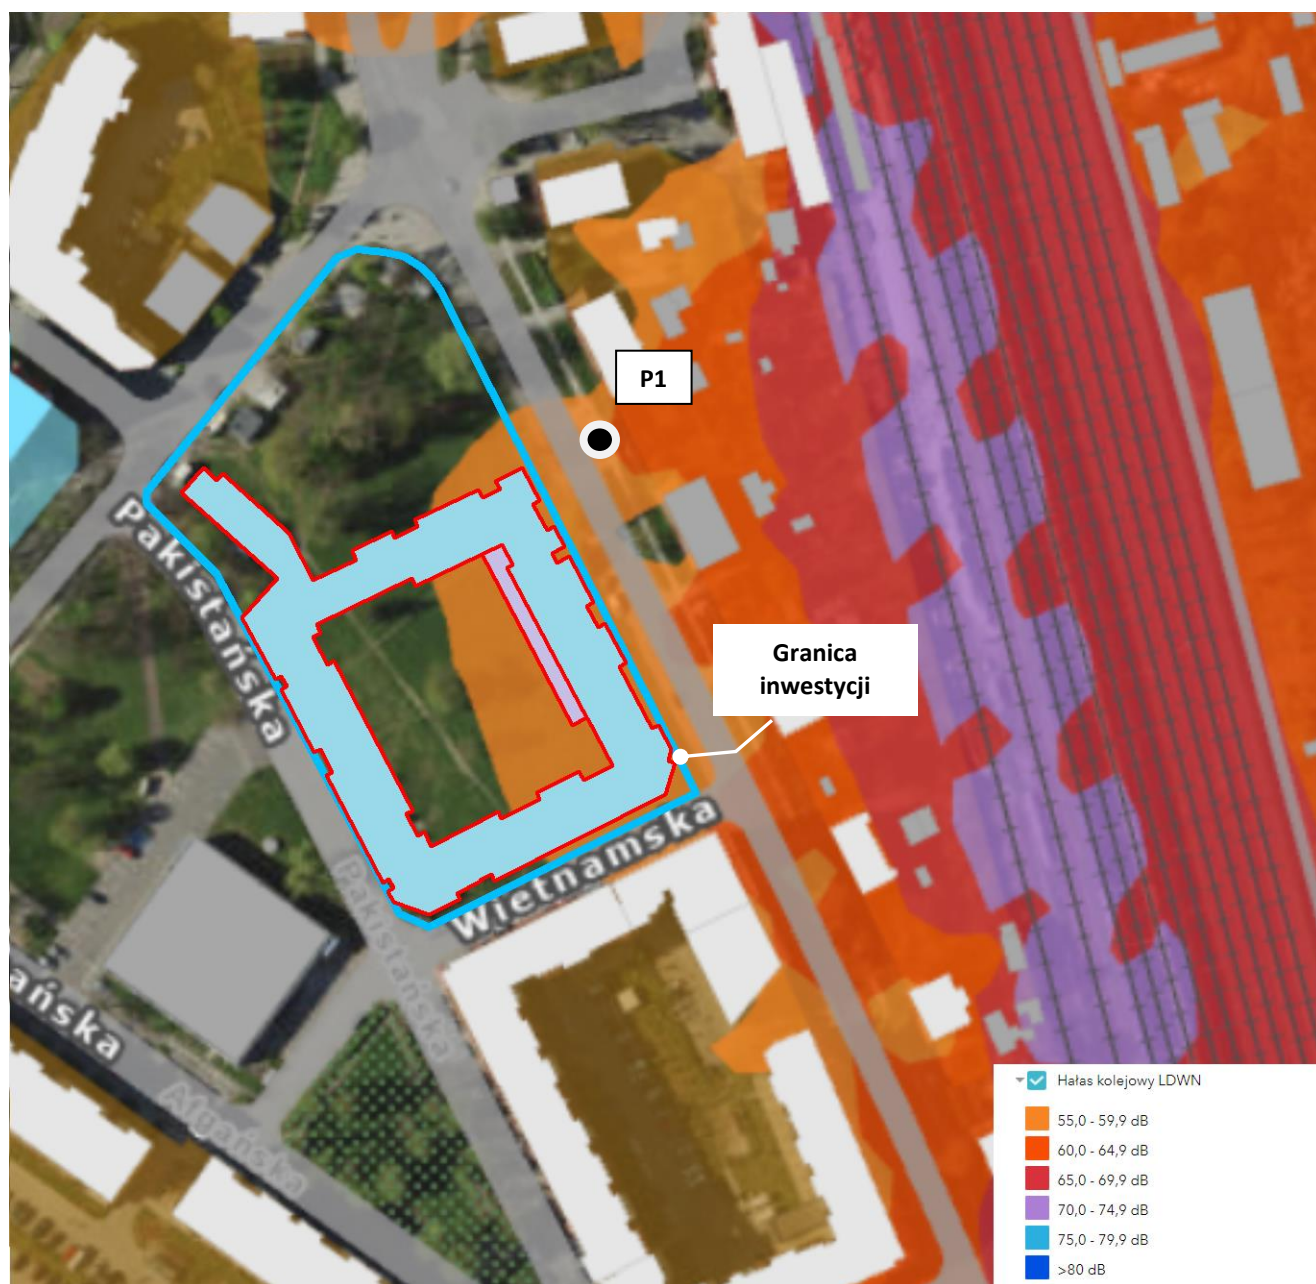 P1
Granica
inwestycji
Pakistańska
Wietnamska
Pakistańska
ańska
Afgańska
Hałas kolejowy LDWN
55,0 - 59,9 dB
60,0 - 64,9 dB
65,0 - 69,9 dB
70,0 - 74,9 dB
75,0 - 79,9 dB
>80 dB